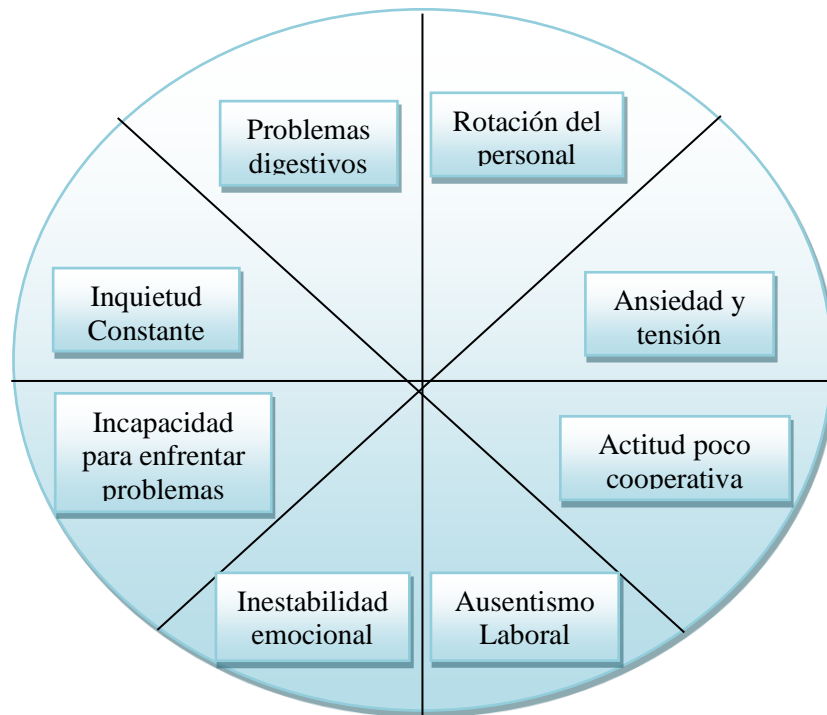 Problemas
digestivos
Rotación del
personal
Inquietud
Constante
Ansiedad y
tensión
Incapacidad
para enfrentar
problemas
Actitud poco
cooperativa
Inestabilidad
emocional
Ausentismo
Laboral